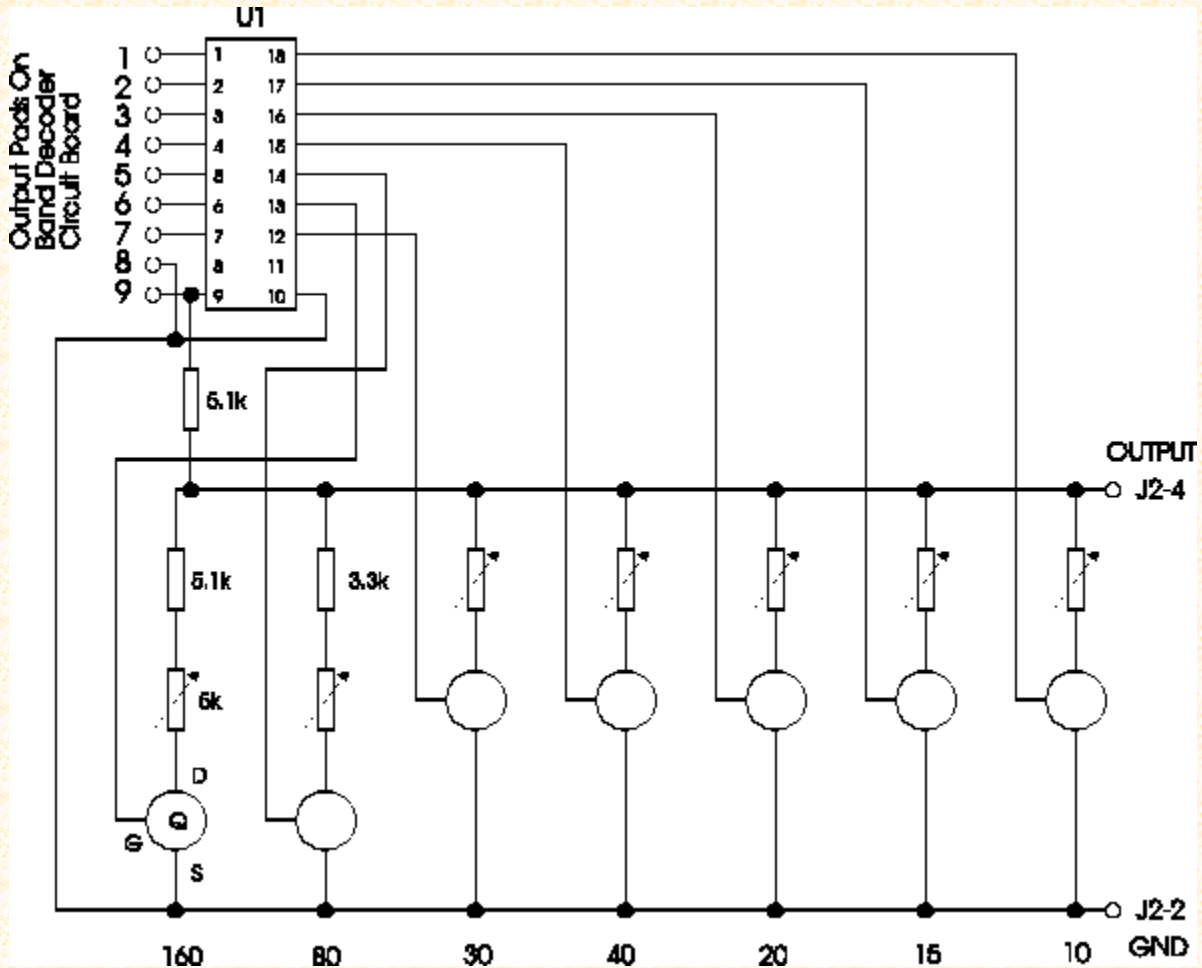 U1
Output Pads On
Band Decoder
Circuit Board
1 1 18
2 2 17
3 3 16
4 4 15
5 5 14
6 6 13
7 7 12
8 8 11
9 9 10
5.1k
OUTPUT
J2-4
5.1k 3.3k
5k
D
Q
G
S
J2-2
160 80 30 40 20 15 10 GND